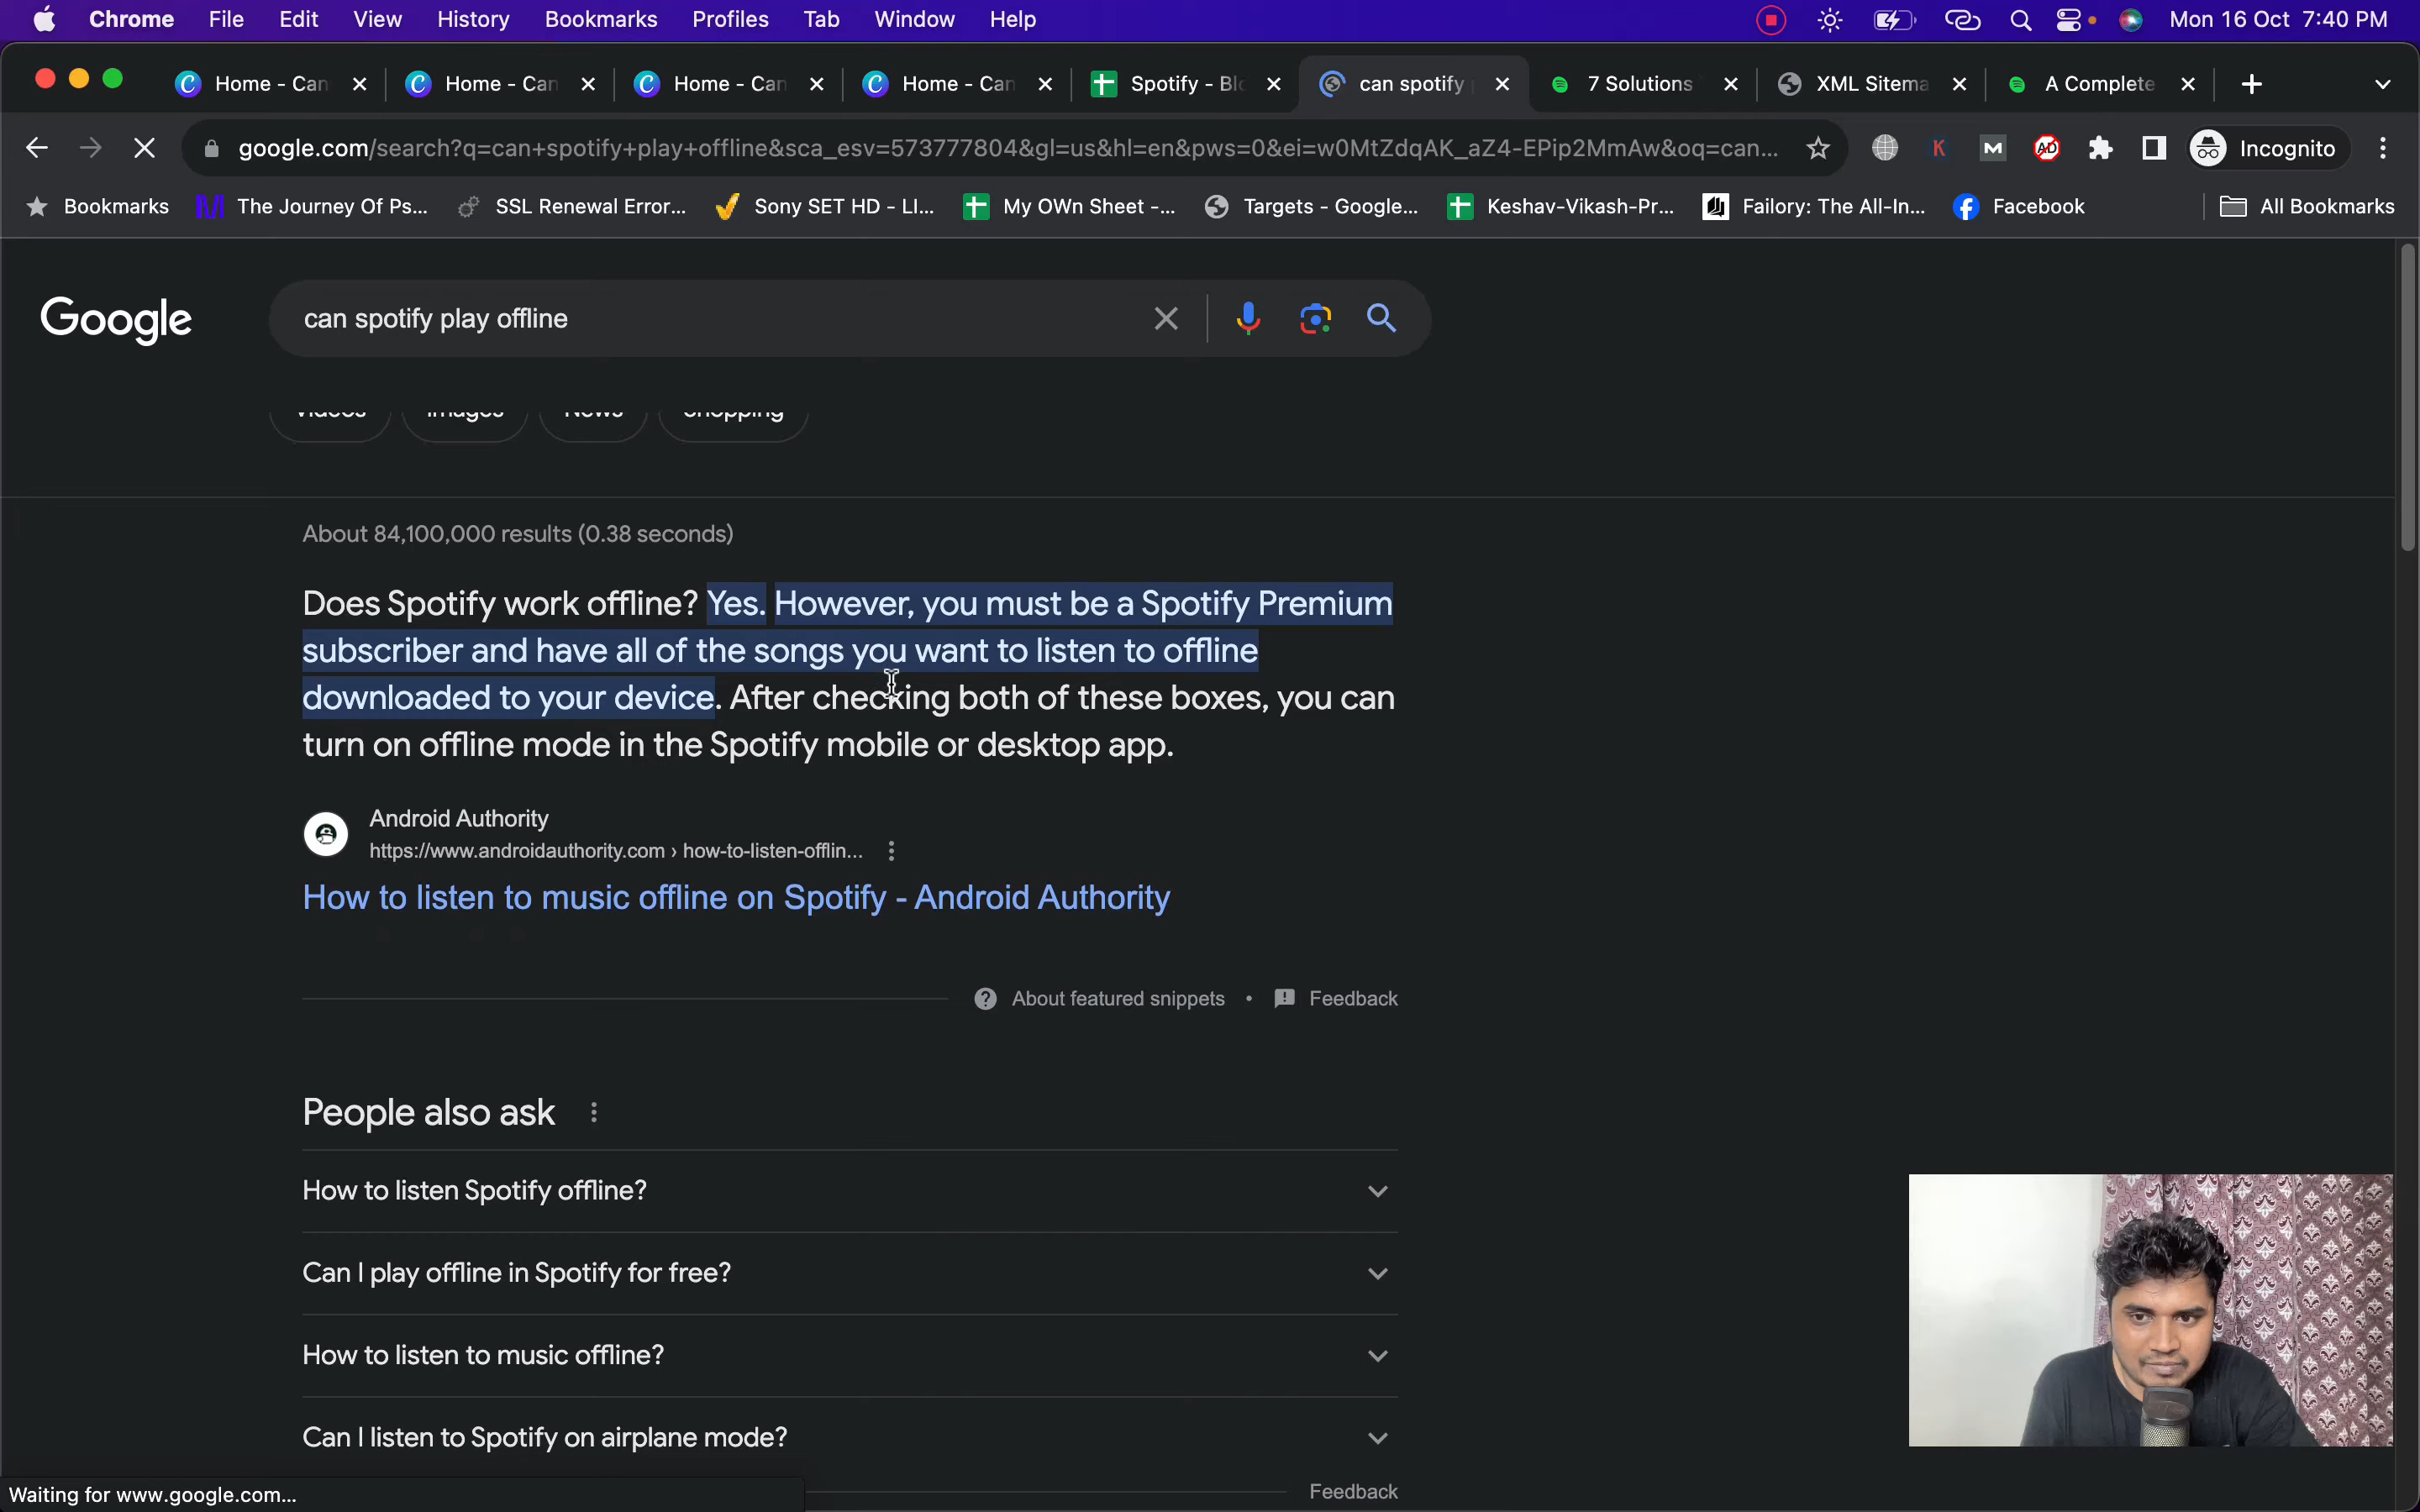 Chrome File Edit View History Bookmarks Profiles Tab Window Help Mon 16 Oct 7:40 PM
Home - Can Home - Can Home - Can Home - Can Spotify - Blo can spotify 7 Solutions XML Sitema A Complete
google.com/search?q=can+spotify+play+offline&sca_esv=573777804&gl=us&hl=en&pws=0&ei=w0MtZdqAK_aZ4-EPip2MmAw&oq=can... K M AD Incognito
Bookmarks The Journey Of Ps... SSL Renewal Error... Sony SET HD - LI... My OWn Sheet -... Targets - Google... Keshav-Vikash-Pr... Failory: The All-In... Facebook All Bookmarks
Google can spotify play offline
Videos Images News Shopping
About 84,100,000 results (0.38 seconds)
Does Spotify work offline? Yes. However, you must be a Spotify Premium
subscriber and have all of the songs you want to listen to offline
downloaded to your device. After checking both of these boxes, you can
turn on offline mode in the Spotify mobile or desktop app.
Android Authority
https://www.androidauthority.com › how-to-listen-offlin...
How to listen to music offline on Spotify - Android Authority
About featured snippets • Feedback
People also ask
How to listen Spotify offline?
Can I play offline in Spotify for free?
How to listen to music offline?
Can I listen to Spotify on airplane mode?
Feedback
Waiting for www.google.com...